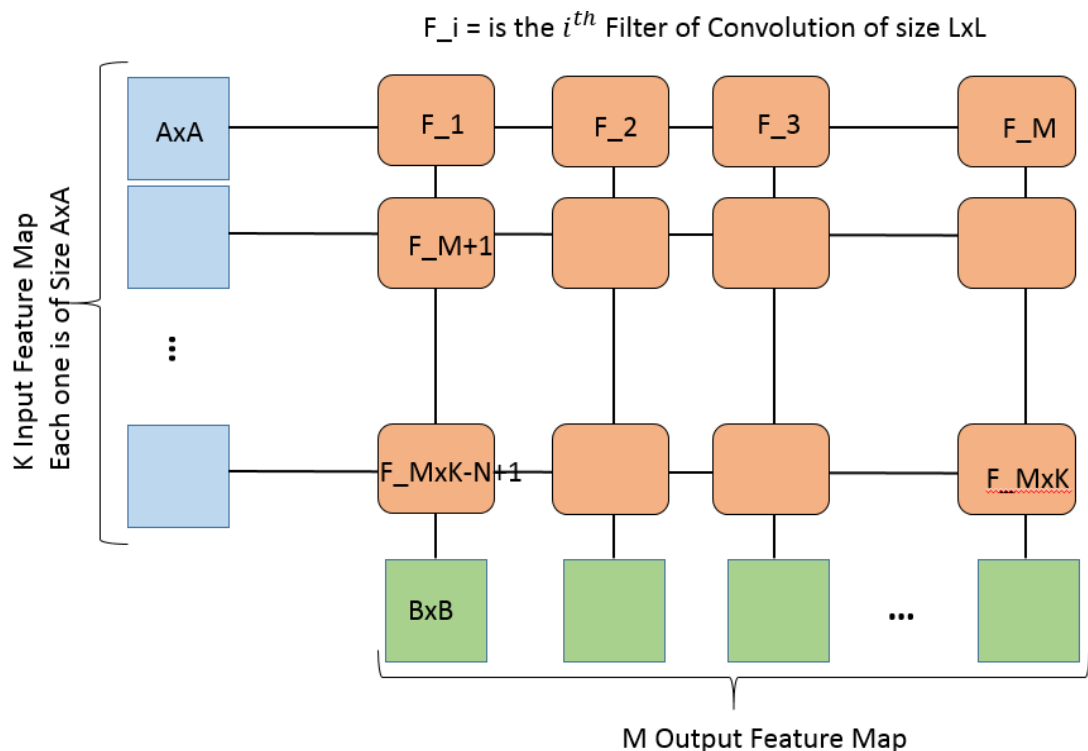 F_i = is the i^th Filter of Convolution of size LxL
K Input Feature Map
Each one is of Size AxA
AxA
F_1
F_2
F_3
F_M
F_M+1
...
F_MxK-N+1
F_MxK
BxB
...
M Output Feature Map